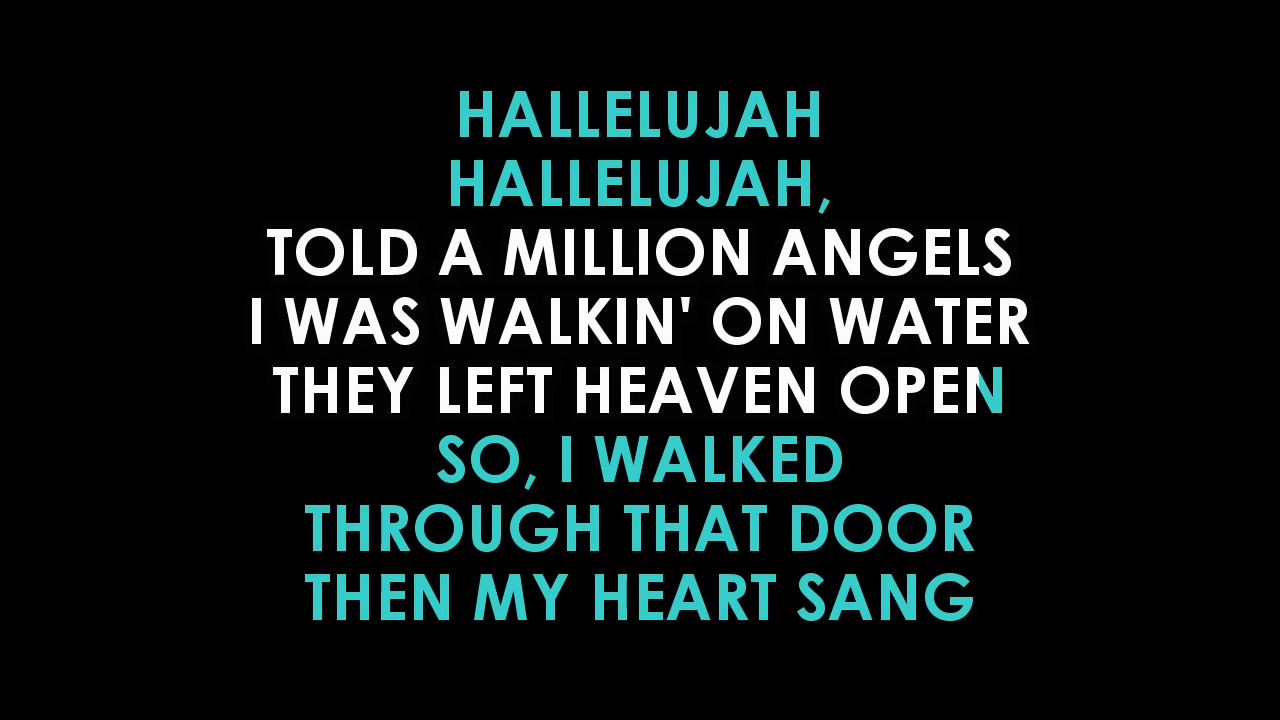 HALLELUJAH
HALLELUJAH,
TOLD A MILLION ANGELS
I WAS WALKIN' ON WATER
THEY LEFT HEAVEN OPEN
SO, I WALKED
THROUGH THAT DOOR
THEN MY HEART SANG